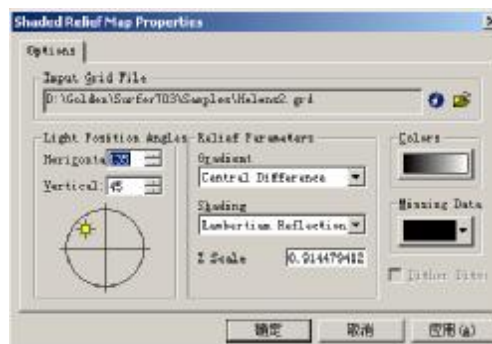 Shaded Relief Map Properties
Options
Input Grid File
D:\Golden\Surfer703\Samples\Helens2.grd
Light Position Angles
Horizontal
Vertical: 45
Relief Parameters
Gradient
Central Difference
Shading
Lambertian Reflection
Z Scale 0.914479482
Colors
Missing Data
确定
取消
应用(A)